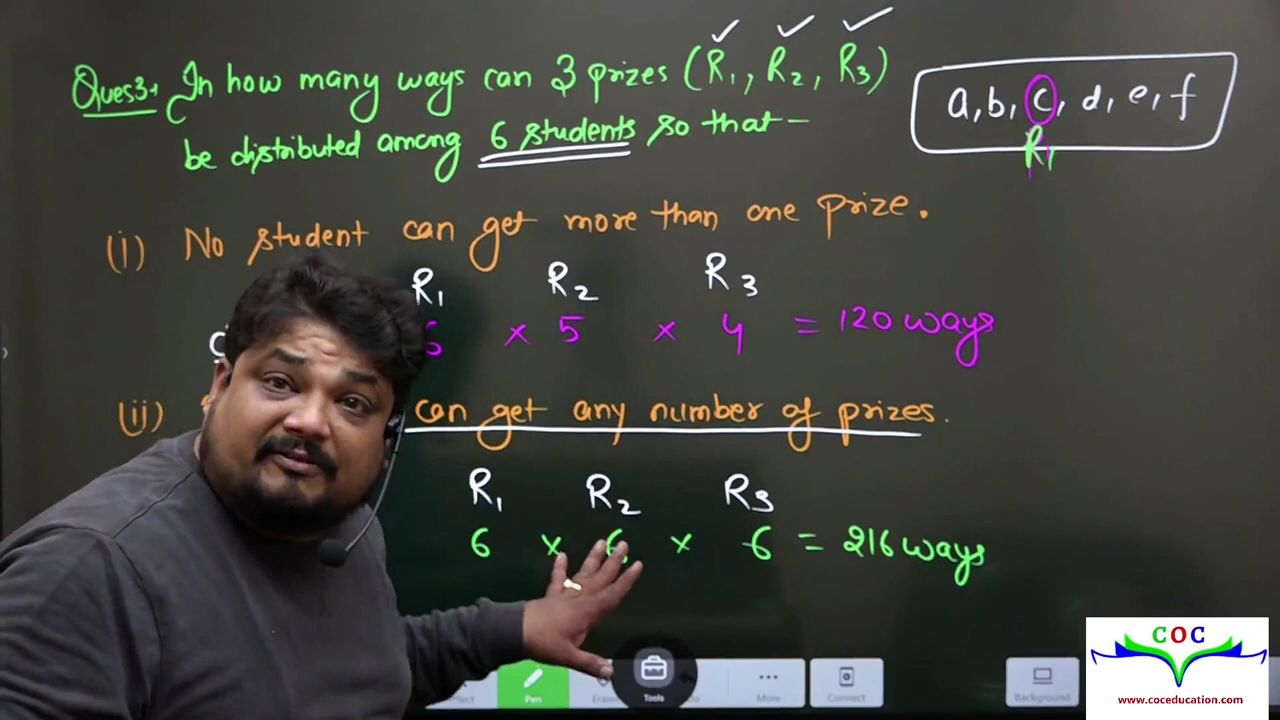 Ques3. In how many ways can 3 prizes (R₁, R₂, R₃)
be distributed among 6 students so that –
a, b, c, d, e, f
R₁
(i) No student can get more than one prize.
R₁ R₂ R₃
× 5 × 4 = 120 ways
(ii) can get any number of prizes.
R₁ R₂ R₃
6 × 6 × 6 = 216 ways
Pen
Tools
More
Connect
Background
COC
www.coceducation.com